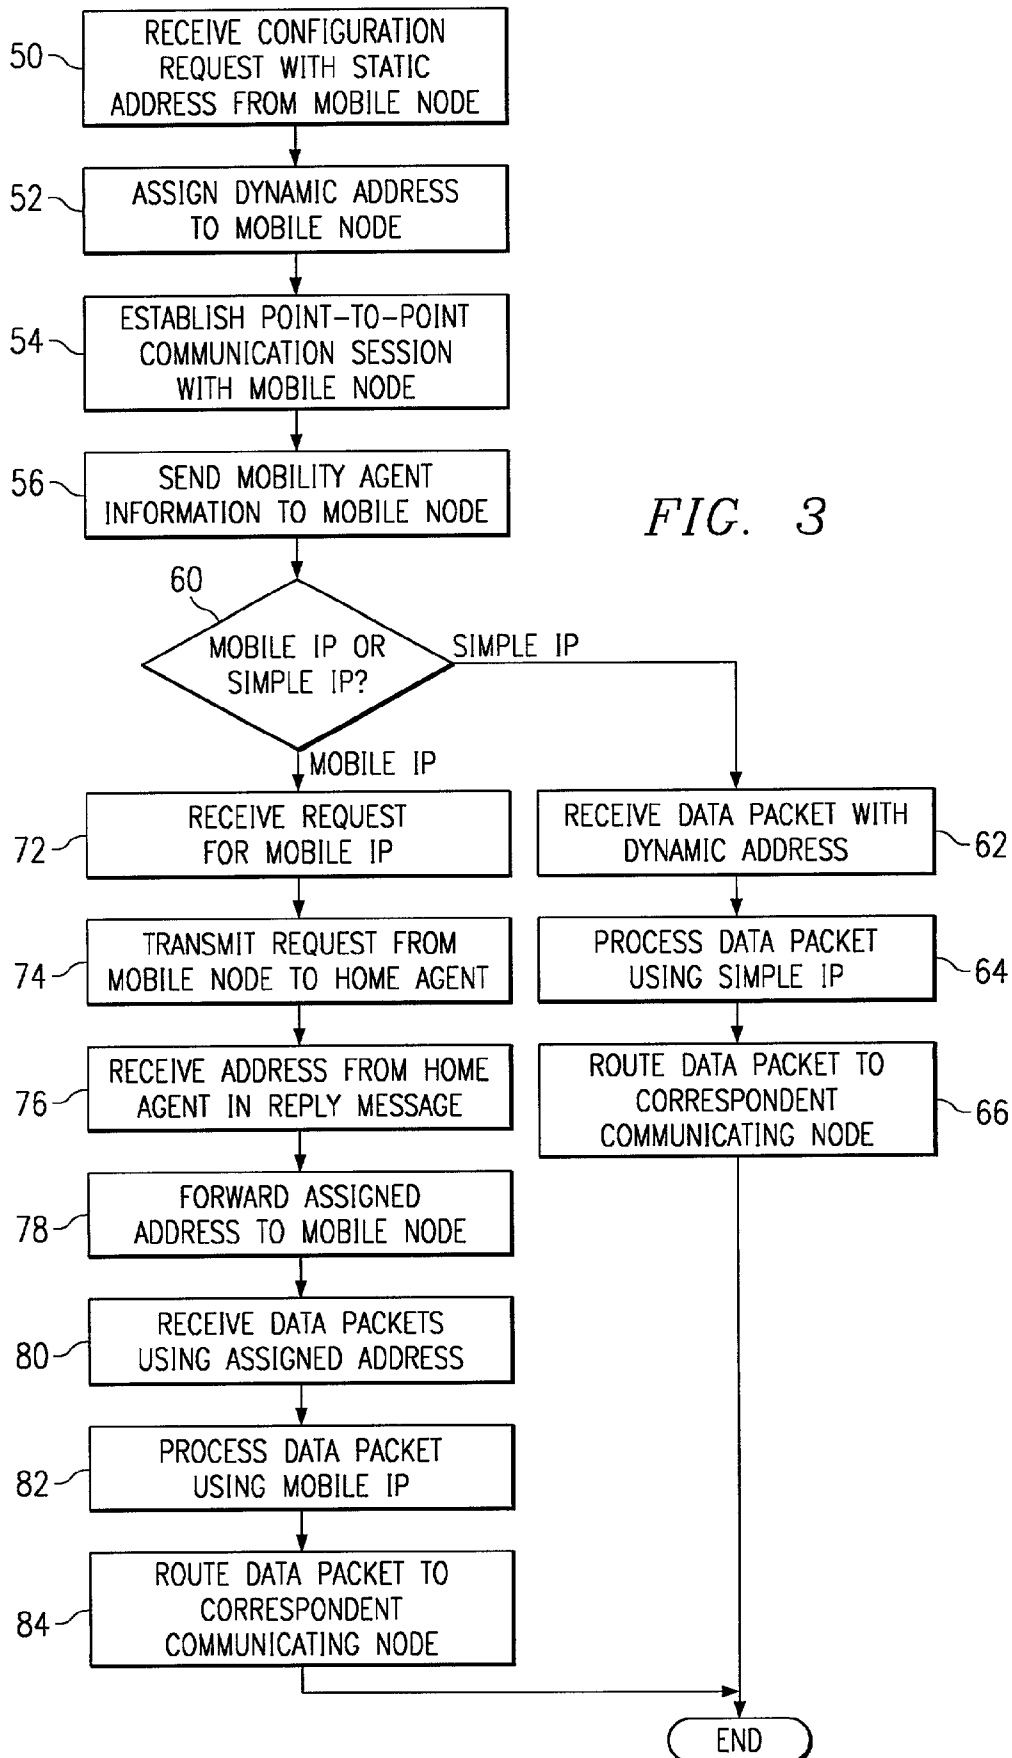 50
RECEIVE CONFIGURATION
REQUEST WITH STATIC
ADDRESS FROM MOBILE NODE
52
ASSIGN DYNAMIC ADDRESS
TO MOBILE NODE
54
ESTABLISH POINT-TO-POINT
COMMUNICATION SESSION
WITH MOBILE NODE
56
SEND MOBILITY AGENT
INFORMATION TO MOBILE NODE
FIG. 3
60
MOBILE IP OR
SIMPLE IP?
SIMPLE IP
MOBILE IP
72
RECEIVE REQUEST
FOR MOBILE IP
74
TRANSMIT REQUEST FROM
MOBILE NODE TO HOME AGENT
76
RECEIVE ADDRESS FROM HOME
AGENT IN REPLY MESSAGE
78
FORWARD ASSIGNED
ADDRESS TO MOBILE NODE
80
RECEIVE DATA PACKETS
USING ASSIGNED ADDRESS
82
PROCESS DATA PACKET
USING MOBILE IP
84
ROUTE DATA PACKET TO
CORRESPONDENT
COMMUNICATING NODE
RECEIVE DATA PACKET WITH
DYNAMIC ADDRESS
62
PROCESS DATA PACKET
USING SIMPLE IP
64
ROUTE DATA PACKET TO
CORRESPONDENT
COMMUNICATING NODE
66
END